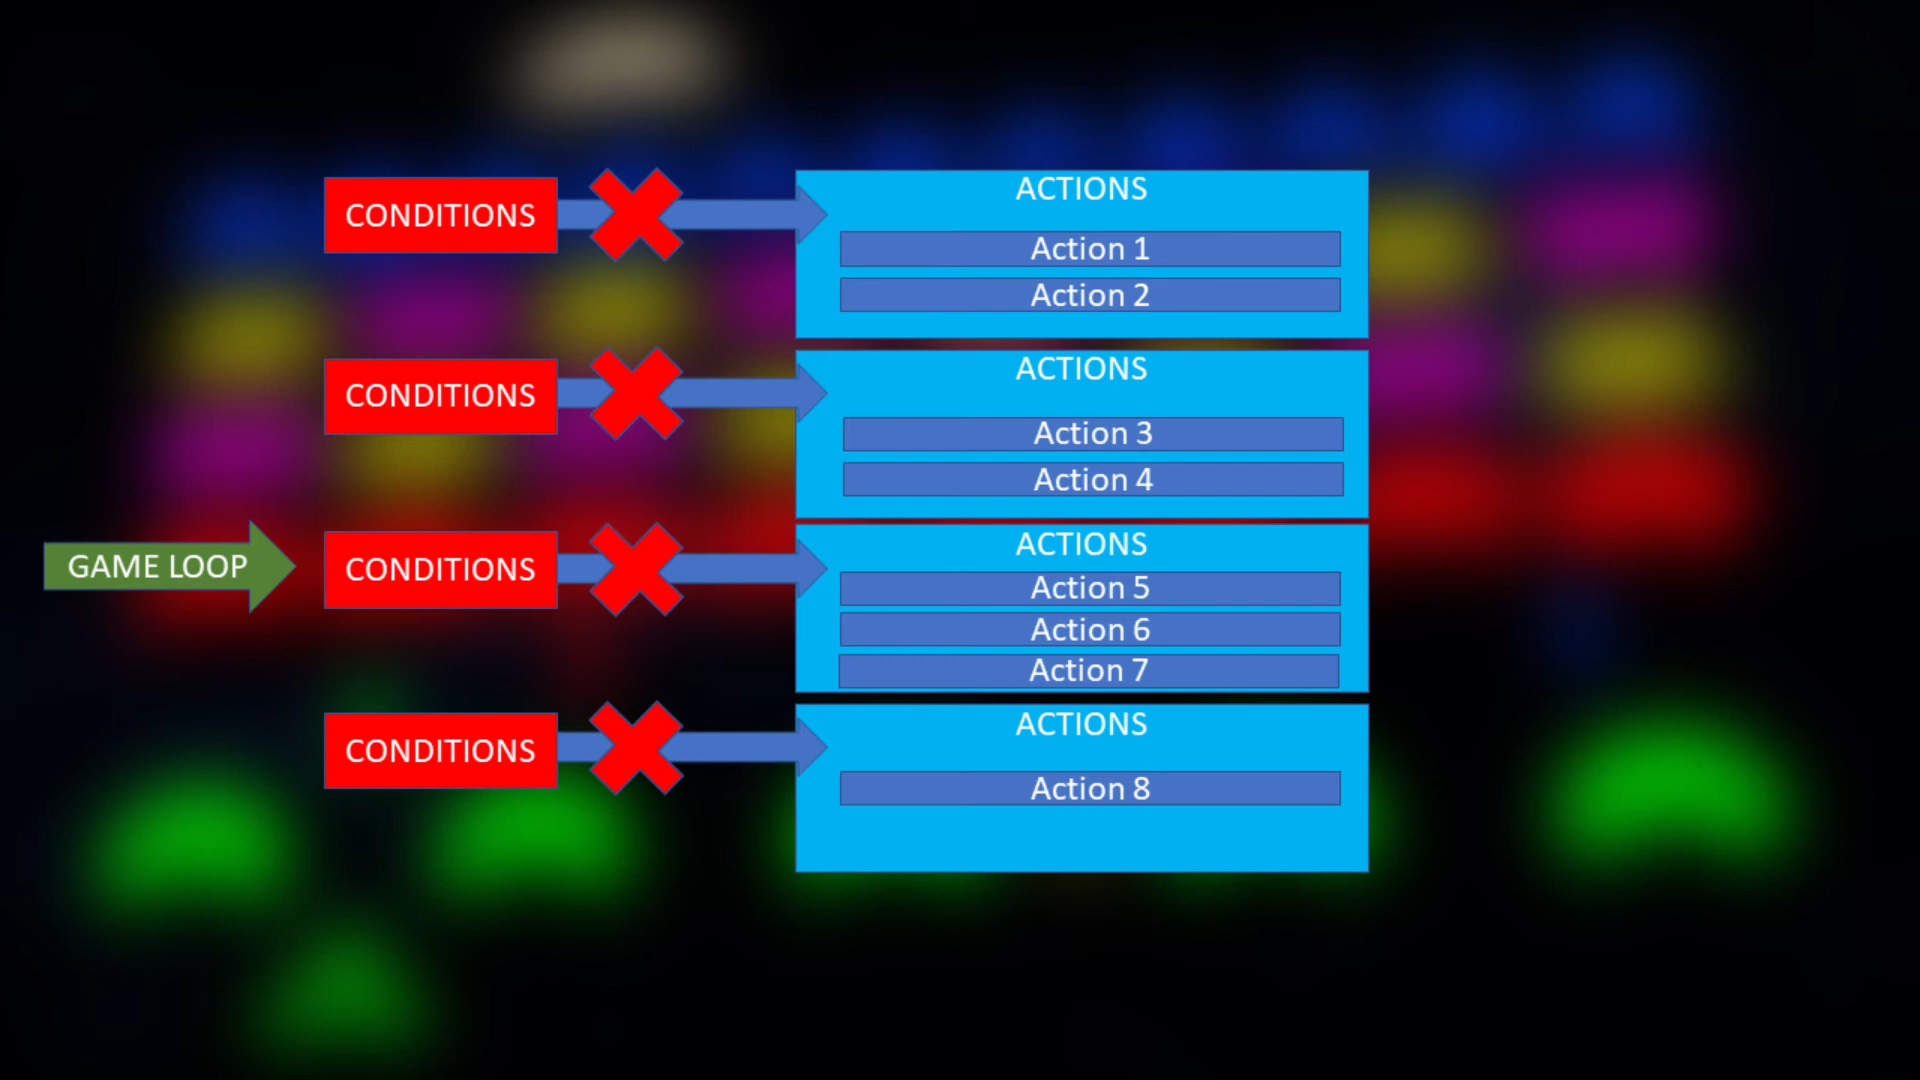 CONDITIONS
ACTIONS
Action 1
Action 2
CONDITIONS
ACTIONS
Action 3
Action 4
GAME LOOP
CONDITIONS
ACTIONS
Action 5
Action 6
Action 7
CONDITIONS
ACTIONS
Action 8